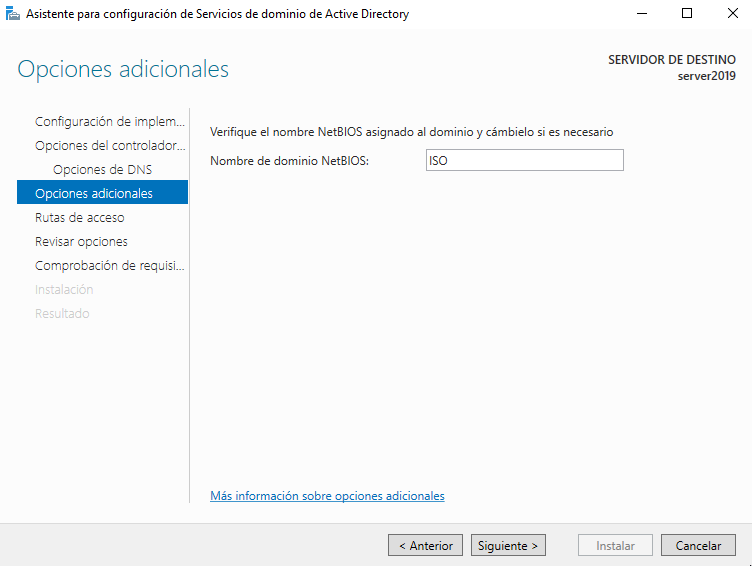 Asistente para configuración de Servicios de dominio de Active Directory
Opciones adicionales
SERVIDOR DE DESTINO
server2019
Configuración de implem...
Opciones del controlador...
Opciones de DNS
Opciones adicionales
Rutas de acceso
Revisar opciones
Comprobación de requisi...
Instalación
Resultado
Verifique el nombre NetBIOS asignado al dominio y cámbielo si es necesario
Nombre de dominio NetBIOS: ISO
Más información sobre opciones adicionales
< Anterior Siguiente > Instalar Cancelar